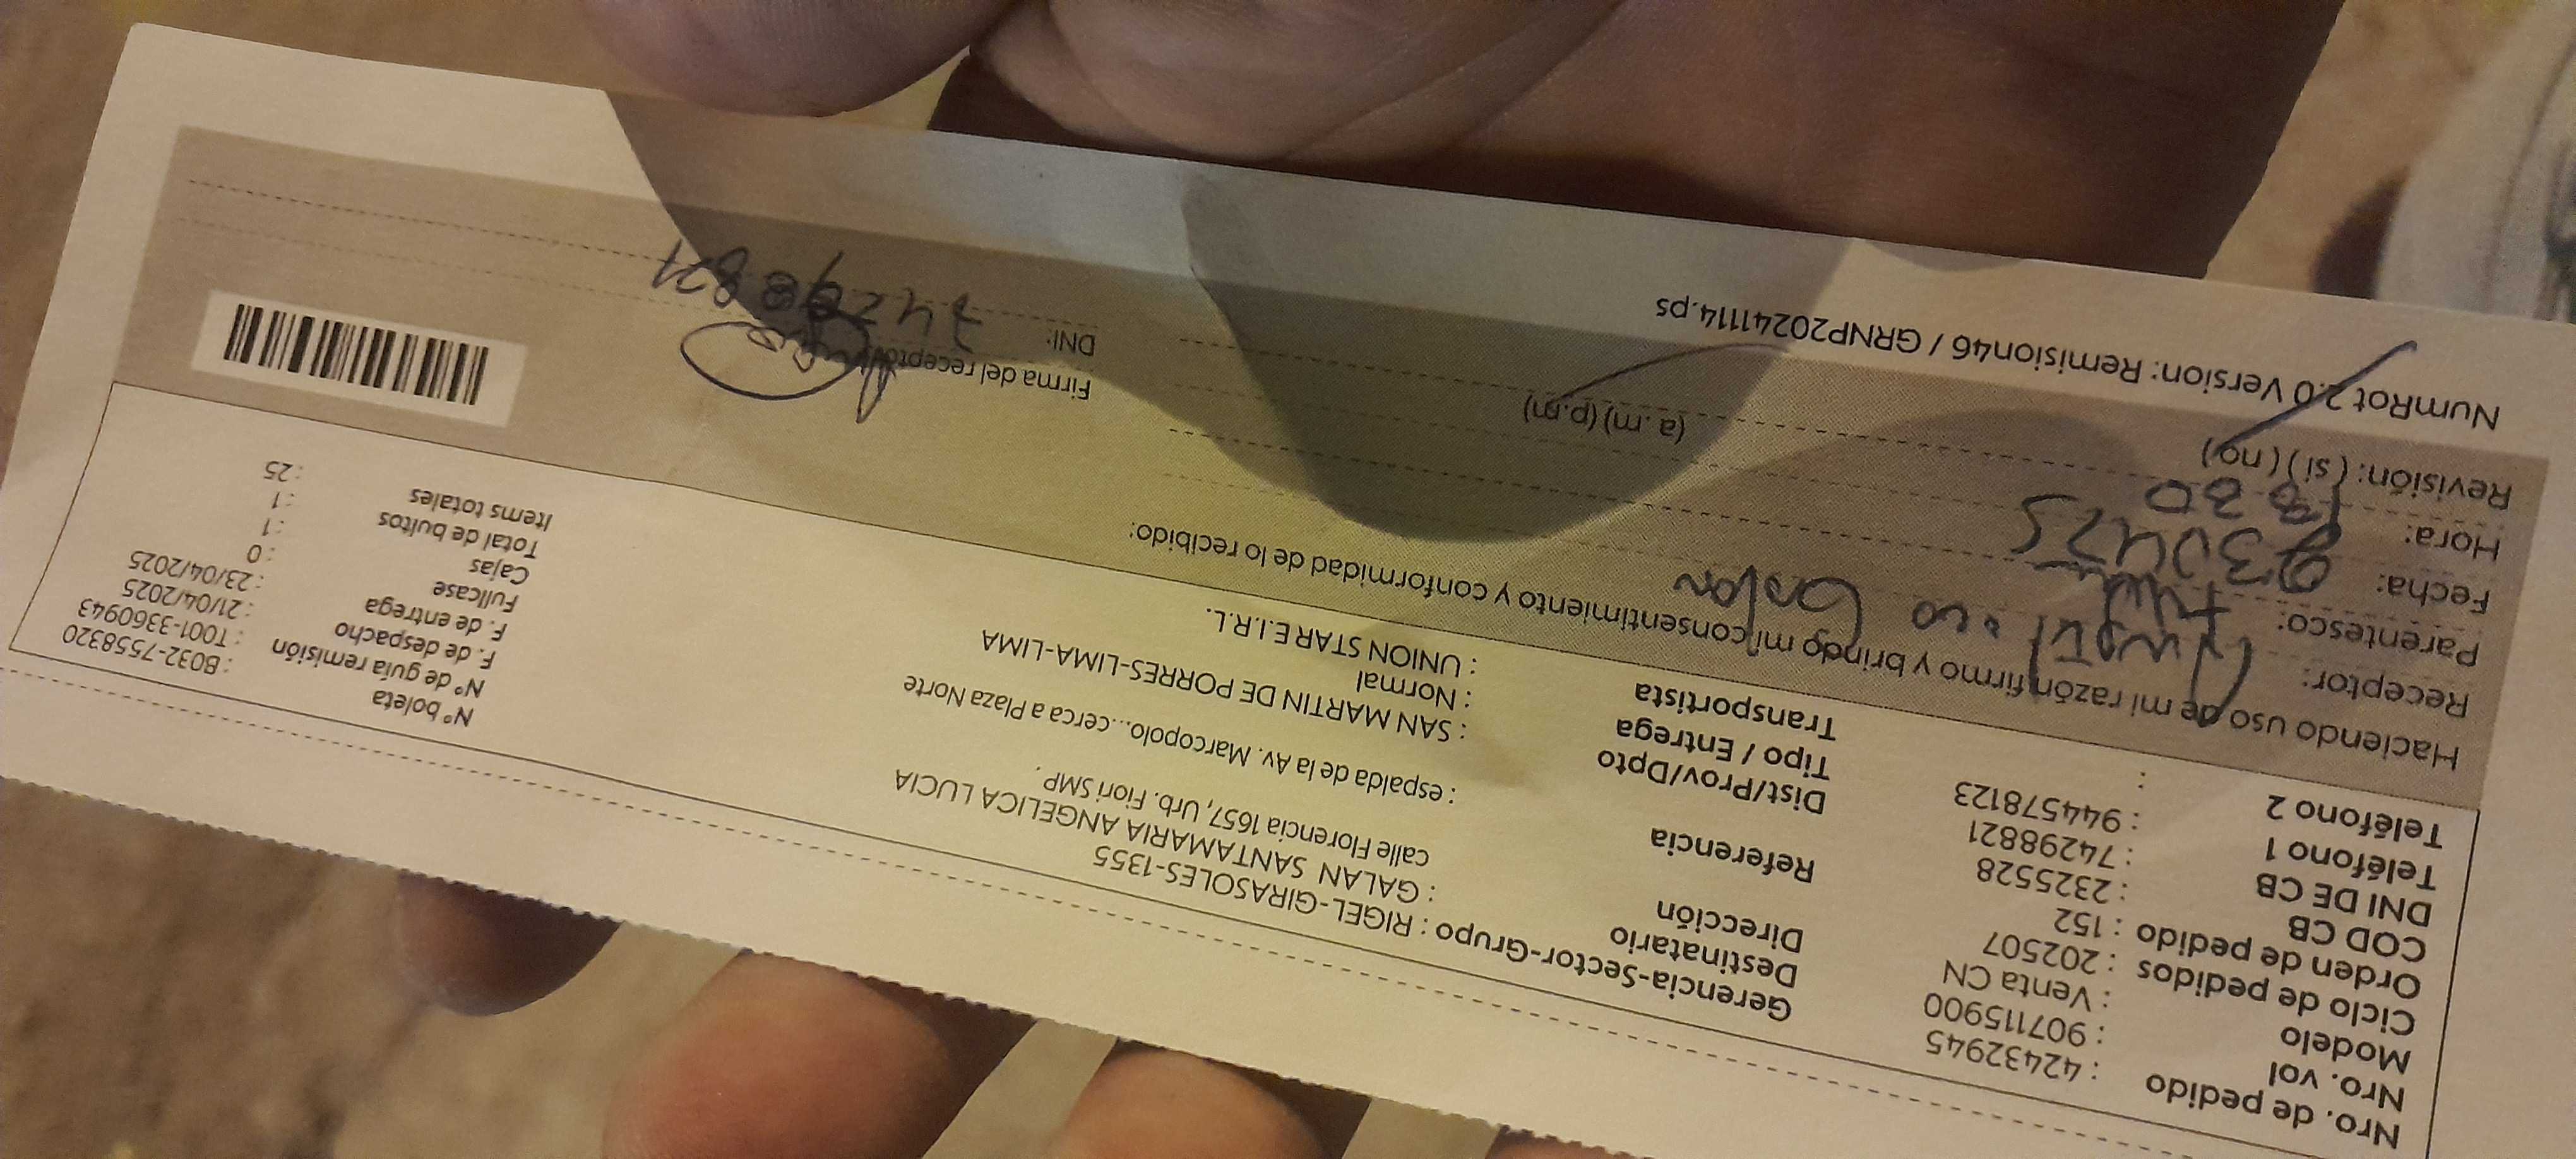 Nro. de pedido : 42432945
Nro. vol : 907115900
Modelo : Venta CN
Ciclo de pedidos : 202507
Orden de pedido : 152
COD CB : 2325528
DNI DE CB : 74298821
Teléfono 1 : 944578123
Teléfono 2 :
Gerencia-Sector-Grupo : RIGEL-GIRASOLES-1355
Destinatario : GALAN SANTAMARIA ANGELICA LUCIA
Dirección calle Florencia 1657, Urb. Fiori SMP .
Referencia : espalda de la Av. Marcopolo...cerca a Plaza Norte
Dist/Prov/Dpto : SAN MARTIN DE PORRES-LIMA-LIMA
Tipo / Entrega : Normal
Transportista : UNION STAR E.I.R.L.
N° boleta : B032-7558320
N° de guía remisión : T001-3360943
F. de despacho : 21/04/2025
F. de entrega : 23/04/2025
Fullcase : 0
Cajas : 1
Total de bultos : 1
Items totales : 25
Haciendo uso de mi razón firmo y brindo mi consentimiento y conformidad de lo recibido:
Receptor:
Parentesco:
Fecha: 230425
Hora: (a.m) (p.m)
Revisión: (si) (no)
Firma del receptor
DNI: 74298821
NumRot 2.0 Version: Remision46 / GRNP20241114.ps